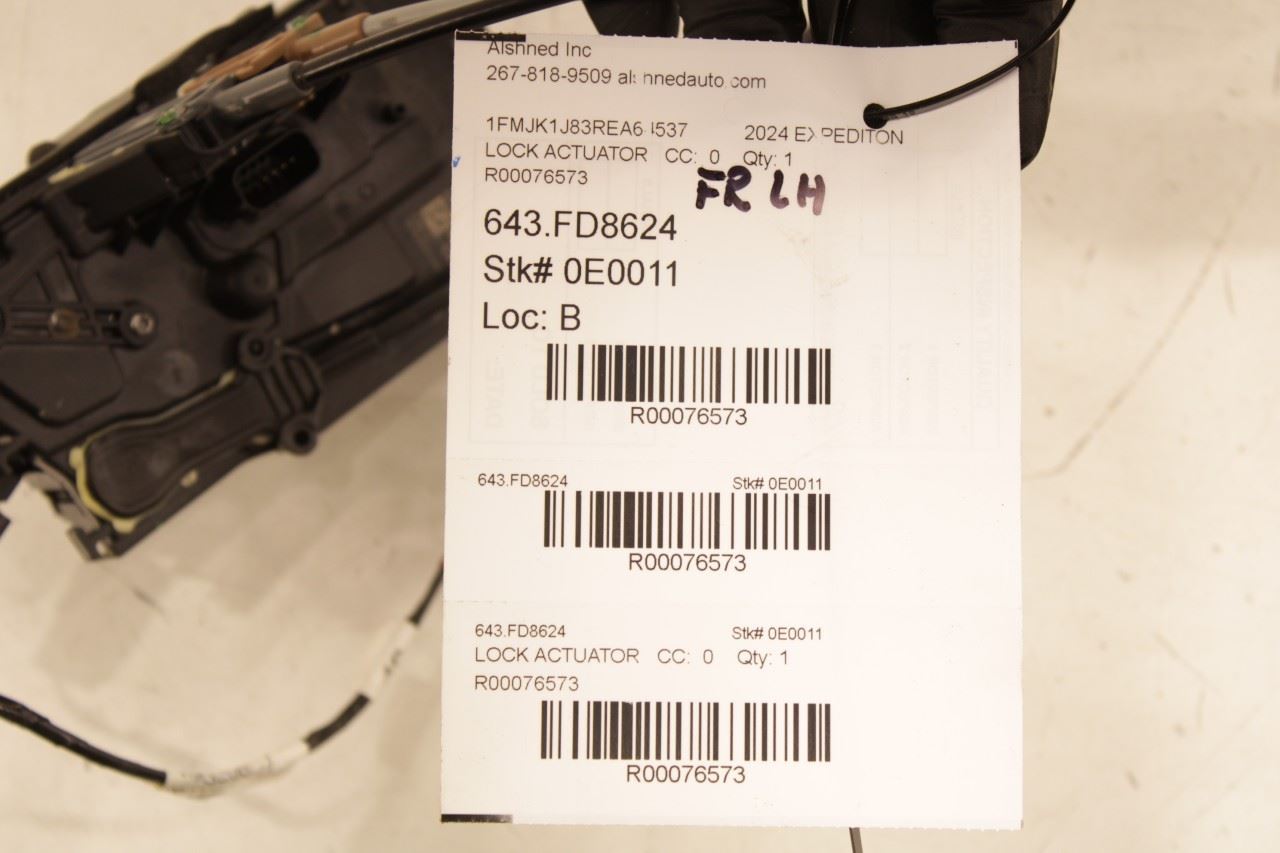 Alshned Inc
267-818-9509 alshnedauto.com
2024 EXPEDITON
LOCK ACTUATOR CC: 0 Qty: 1
R00076573
FR LH
643.FD8624
Stk# 0E0011
Loc: B
R00076573
643.FD8624 Stk# 0E0011
R00076573
643.FD8624 Stk# 0E0011
LOCK ACTUATOR CC: 0 Qty: 1
R00076573
R00076573